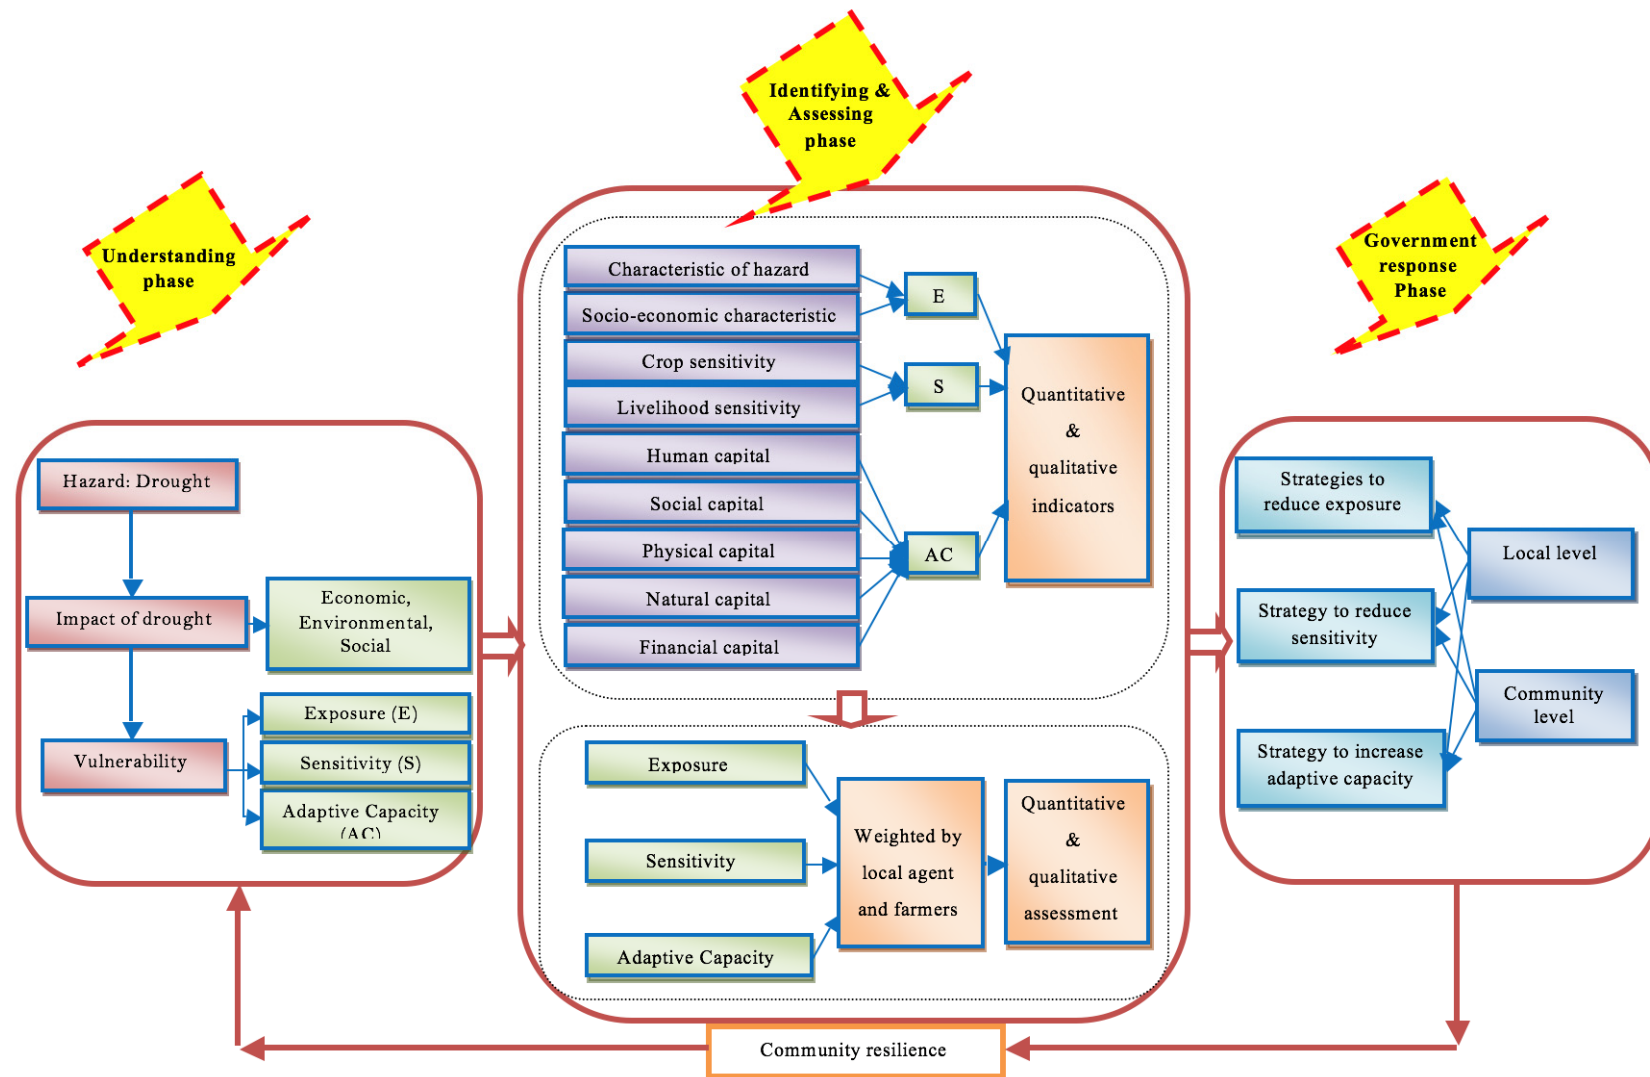 Identifying &
Assessing
phase
Understanding
phase
Government
response
Phase
Hazard: Drought
Impact of drought
Economic,
Environmental,
Social
Vulnerability
Exposure (E)
Sensitivity (S)
Adaptive Capacity
(AC)
Characteristic of hazard
Socio-economic characteristic
Crop sensitivity
Livelihood sensitivity
Human capital
Social capital
Physical capital
Natural capital
Financial capital
E
S
AC
Quantitative
&
qualitative
indicators
Exposure
Sensitivity
Adaptive Capacity
Weighted by
local agent
and farmers
Quantitative
&
qualitative
assessment
Strategies to
reduce exposure
Strategy to reduce
sensitivity
Strategy to increase
adaptive capacity
Local level
Community
level
Community resilience